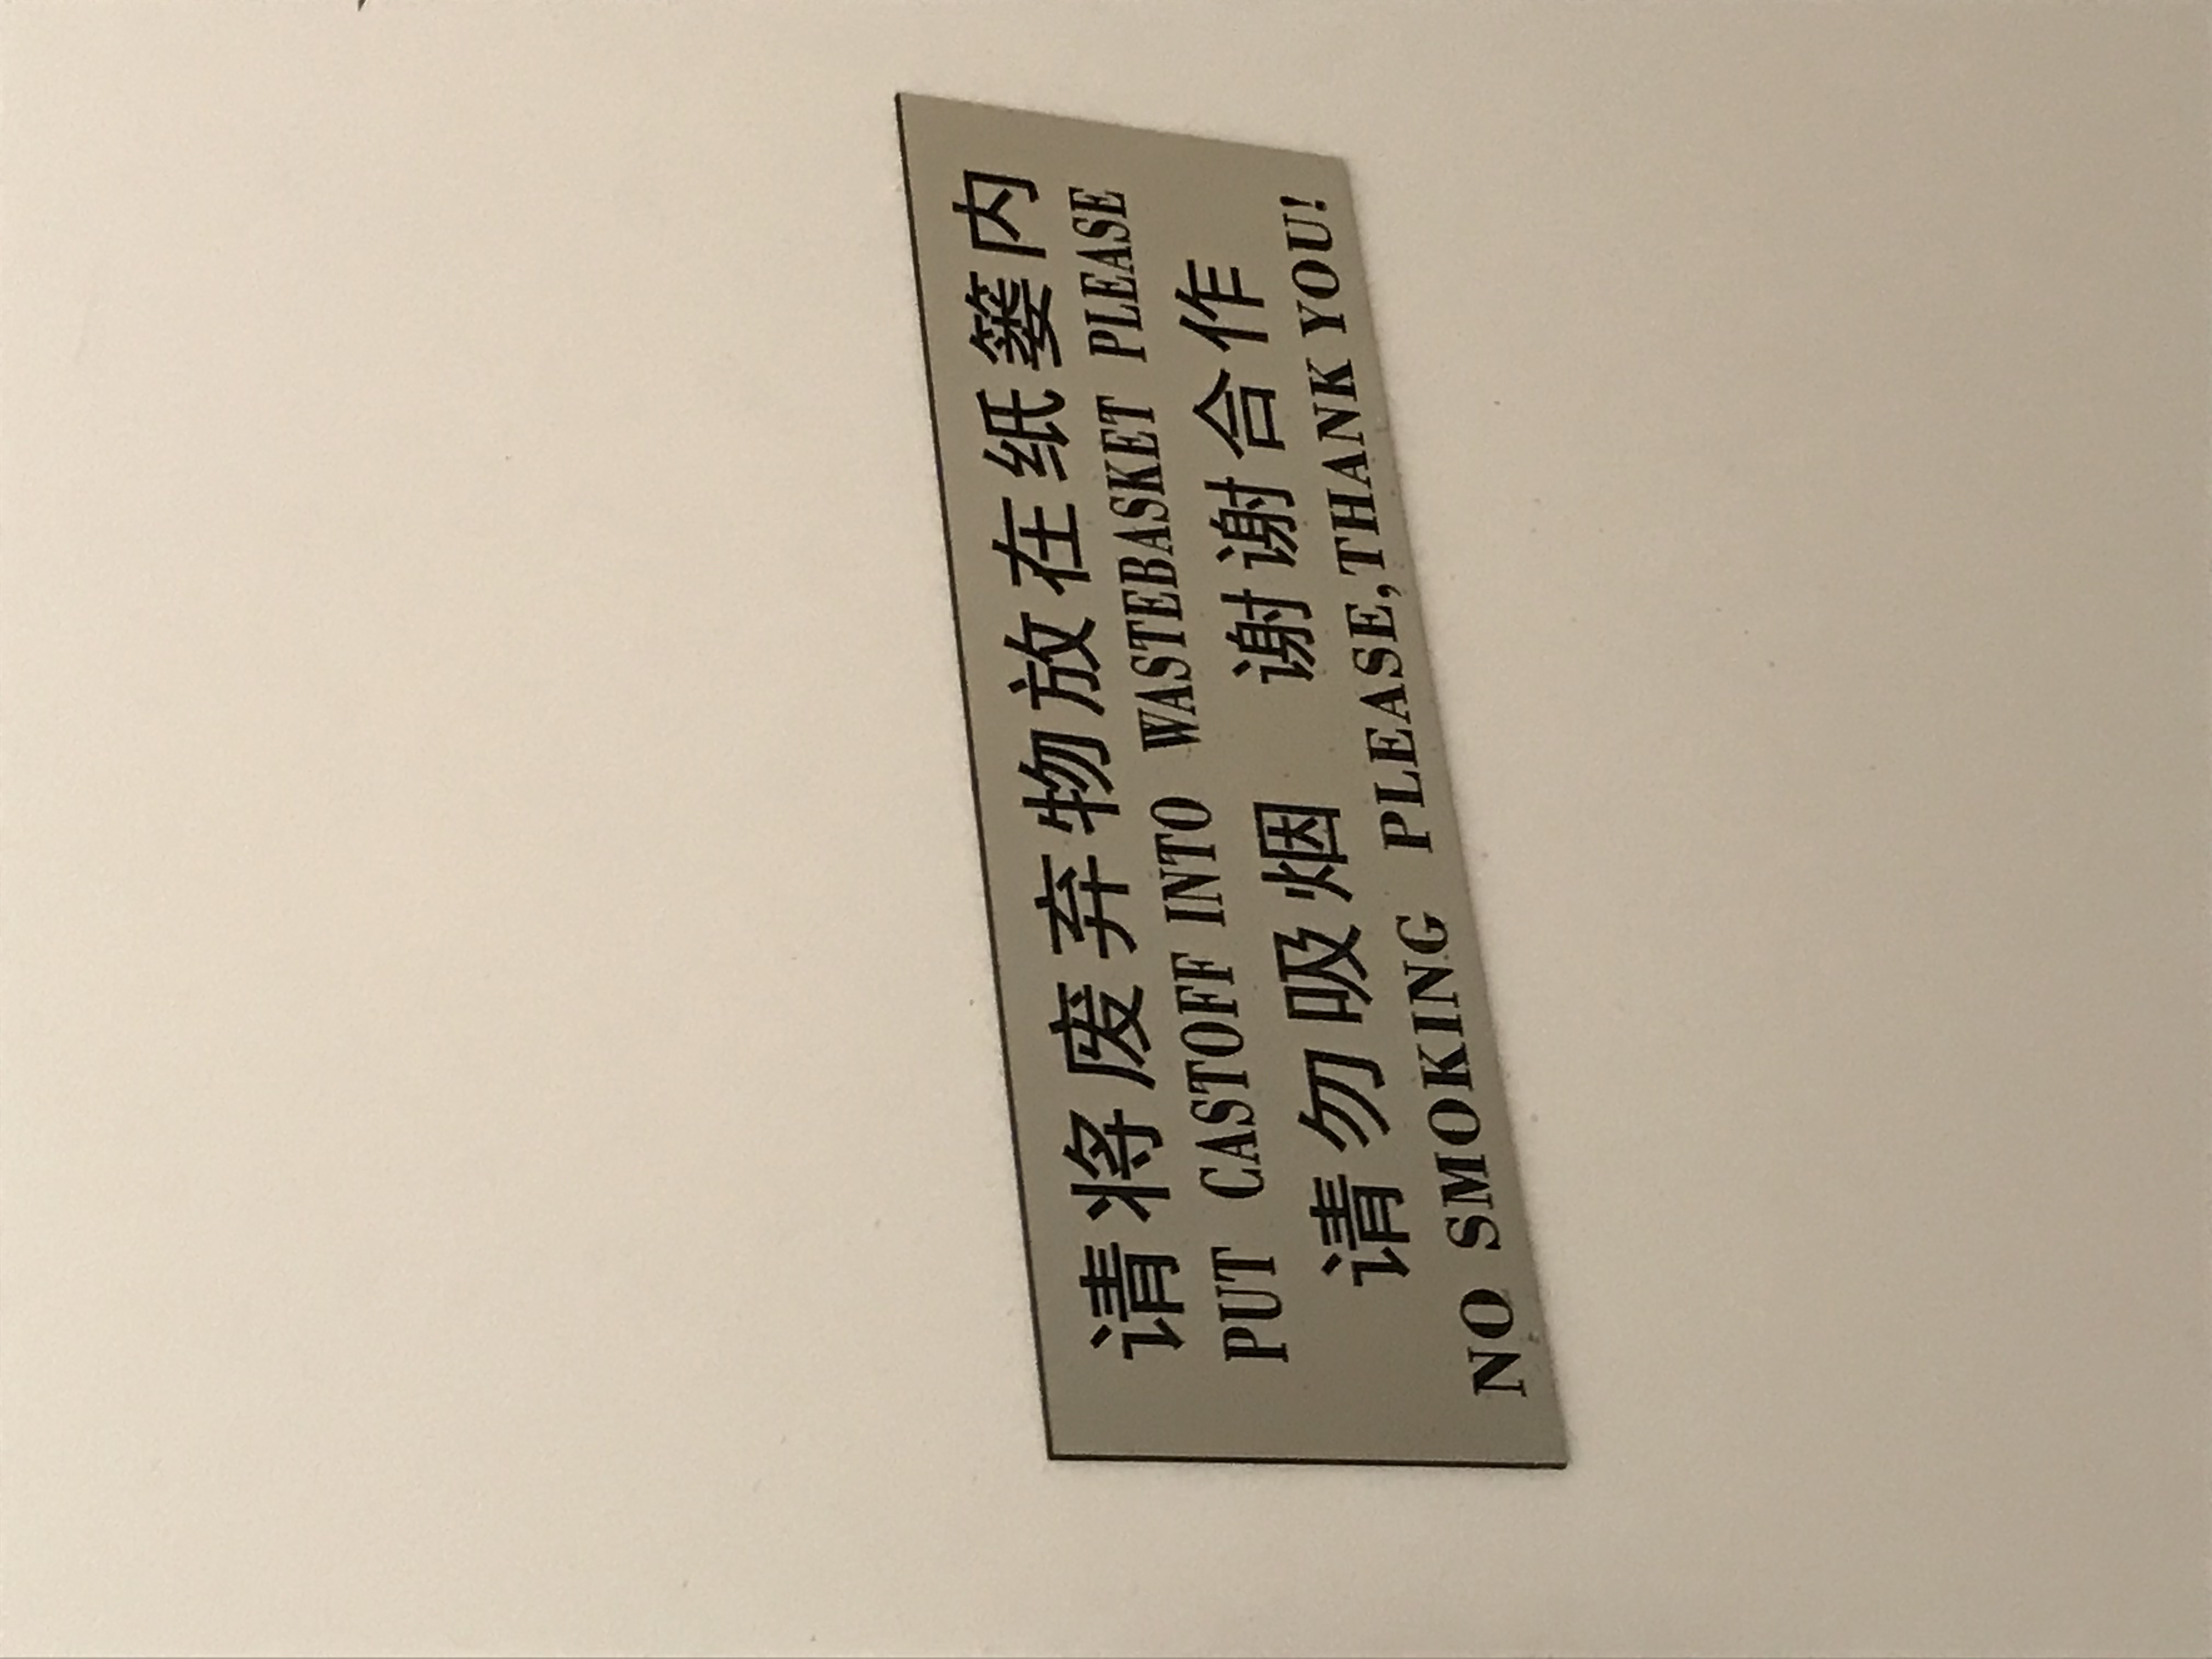 请将废弃物放在纸篓内
PUT CASTOFF INTO WASTEBASKET PLEASE
请勿吸烟 谢谢合作
NO SMOKING PLEASE,THANK YOU!